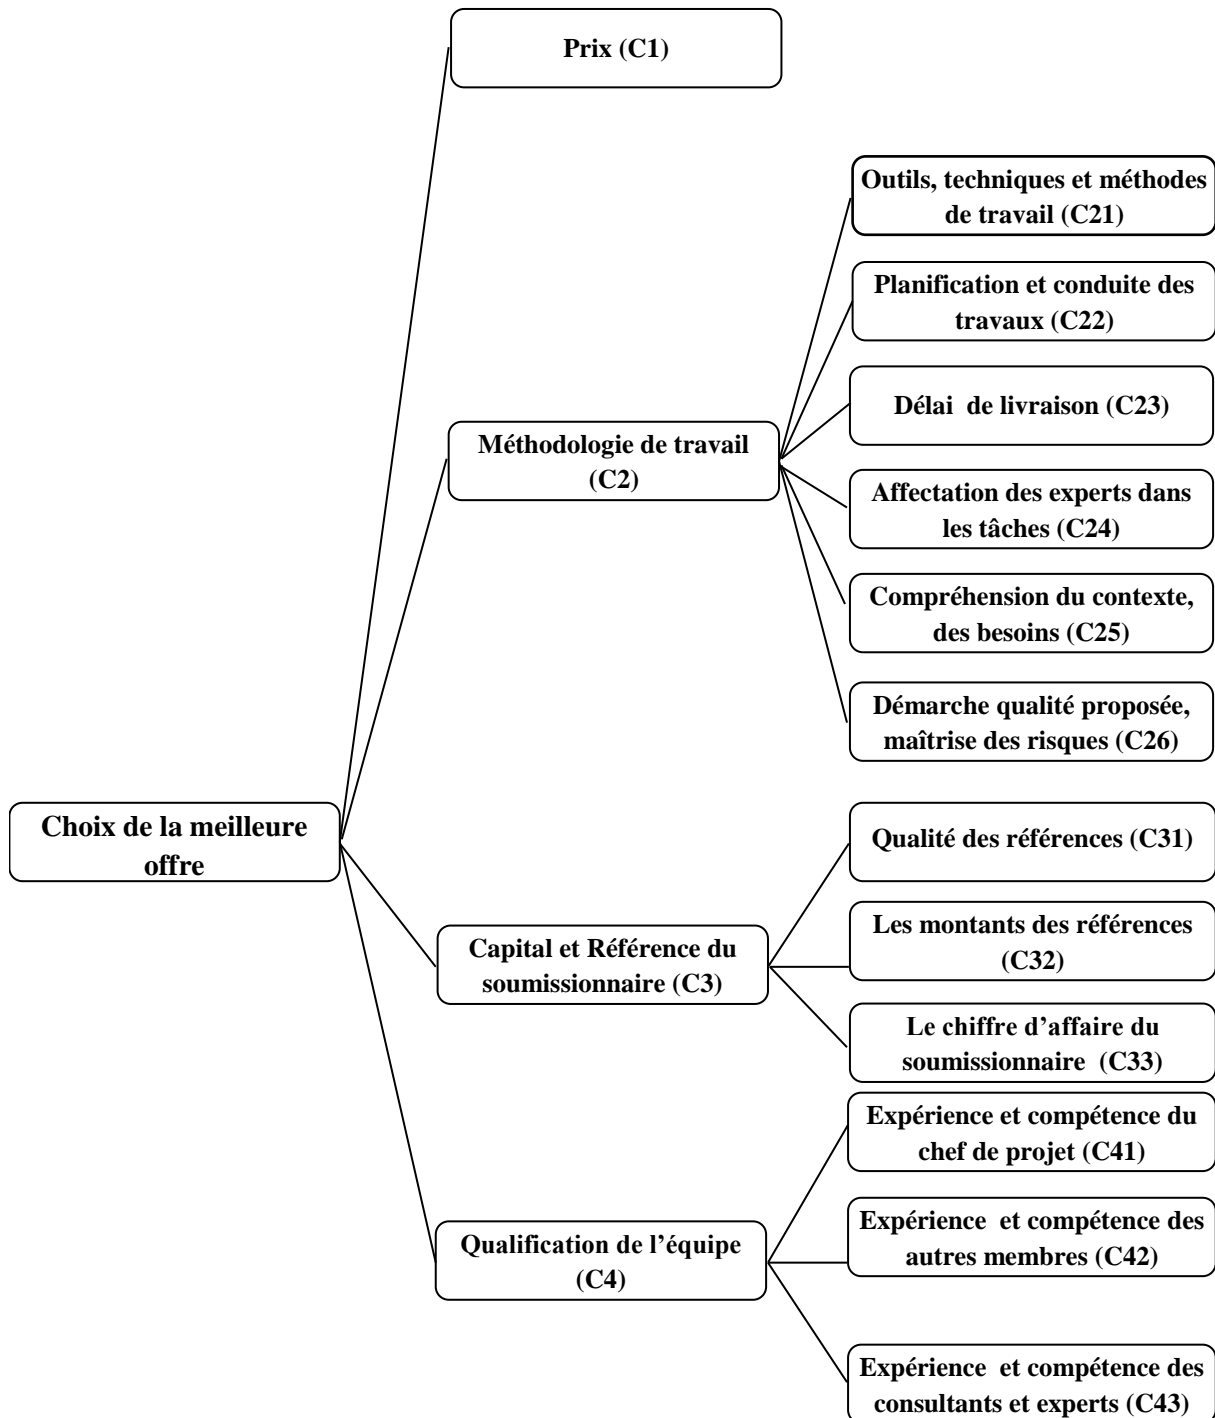 Prix (C1)
Outils, techniques et méthodes
de travail (C21)
Planification et conduite des
travaux (C22)
Délai  de livraison (C23)
Méthodologie de travail
(C2)
Affectation des experts dans
les tâches (C24)
Compréhension du contexte,
des besoins (C25)
Démarche qualité proposée,
maîtrise des risques (C26)
Choix de la meilleure
offre
Qualité des références (C31)
Les montants des références
(C32)
Capital et Référence du
soumissionnaire (C3)
Le chiffre d’affaire du
soumissionnaire  (C33)
Expérience et compétence du
chef de projet (C41)
Qualification de l’équipe
(C4)
Expérience  et compétence des
autres membres (C42)
Expérience  et compétence des
consultants et experts (C43)